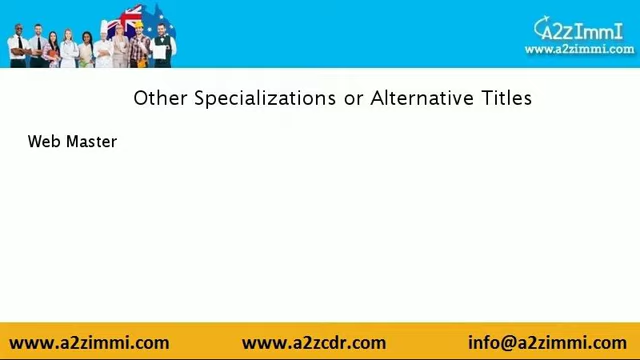 A2ZImmI
www.a2zimmi.com
Other Specializations or Alternative Titles
Web Master
www.a2zimmi.com www.a2zcdr.com info@a2zimmi.com